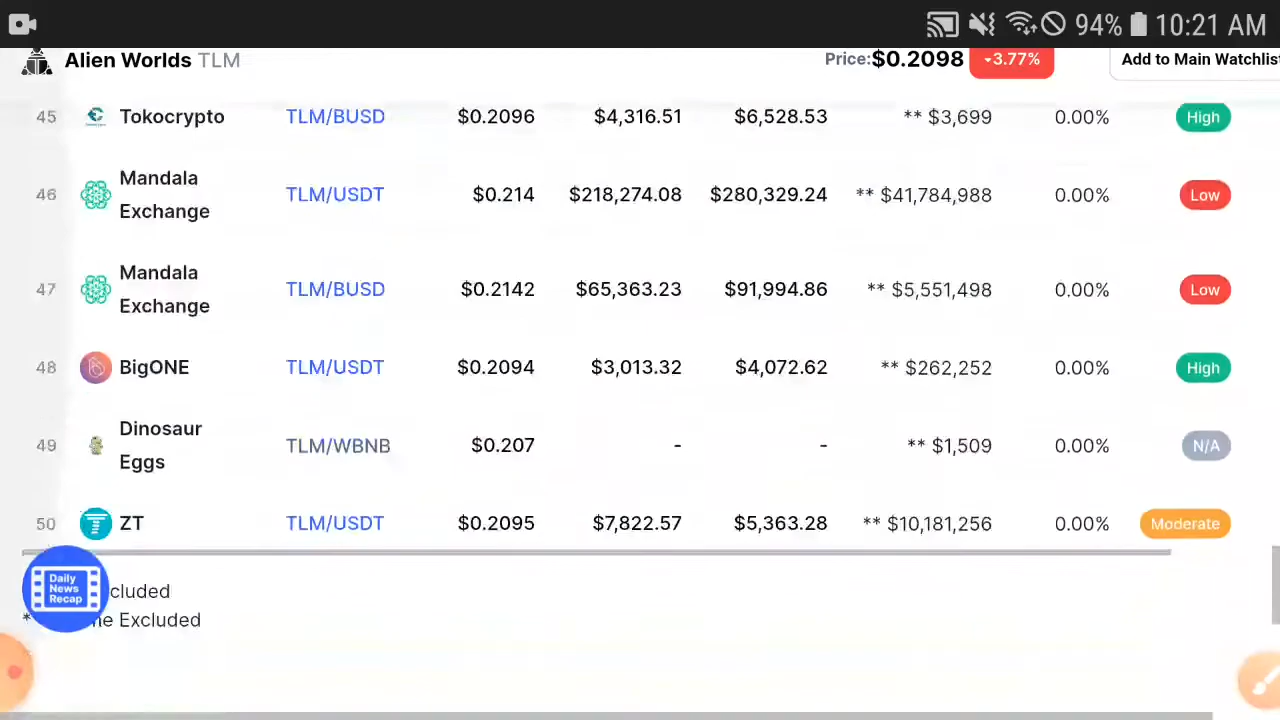 94% 10:21 AM
Alien Worlds TLM Price:$0.2098 -3.77% Add to Main Watchlist
45 Tokocrypto TLM/BUSD $0.2096 $4,316.51 $6,528.53 ** $3,699 0.00% High
46 Mandala Exchange TLM/USDT $0.214 $218,274.08 $280,329.24 ** $41,784,988 0.00% Low
47 Mandala Exchange TLM/BUSD $0.2142 $65,363.23 $91,994.86 ** $5,551,498 0.00% Low
48 BigONE TLM/USDT $0.2094 $3,013.32 $4,072.62 ** $262,252 0.00% High
49 Dinosaur Eggs TLM/WBNB $0.207 - - ** $1,509 0.00% N/A
50 ZT TLM/USDT $0.2095 $7,822.57 $5,363.28 ** $10,181,256 0.00% Moderate
Daily
News
Recap
cluded
* me Excluded